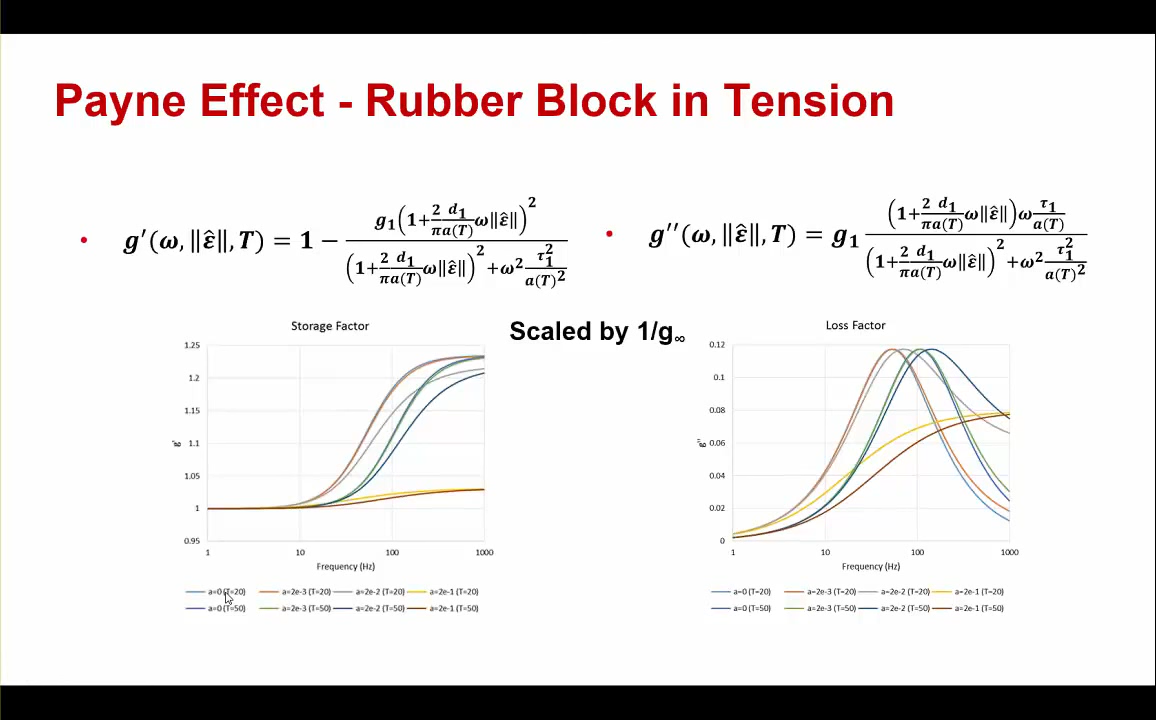 Payne Effect - Rubber Block in Tension
• g′(ω, ‖ε̂‖, T) = 1 − g₁(1+2/π d₁/a(T) ω‖ε̂‖)² / ((1+2/π d₁/a(T) ω‖ε̂‖)²+ω² τ₁²/a(T)²)
• g′′(ω, ‖ε̂‖, T) = g₁ (1+2/π d₁/a(T) ω‖ε̂‖)ω τ₁/a(T) / ((1+2/π d₁/a(T) ω‖ε̂‖)²+ω² τ₁²/a(T)²)
Scaled by 1/g∞
Storage Factor
1.25
1.2
1.15
1.1
1.05
1
0.95
g'
1 10 100 1000
Frequency (Hz)
a=0 (T=20) a=2e-3 (T=20) a=2e-2 (T=20) a=2e-1 (T=20)
a=0 (T=50) a=2e-3 (T=50) a=2e-2 (T=50) a=2e-1 (T=50)
Loss Factor
0.12
0.1
0.08
0.06
0.04
0.02
0
g''
1 10 100 1000
Frequency (Hz)
a=0 (T=20) a=2e-3 (T=20) a=2e-2 (T=20) a=2e-1 (T=20)
a=0 (T=50) a=2e-3 (T=50) a=2e-2 (T=50) a=2e-1 (T=50)